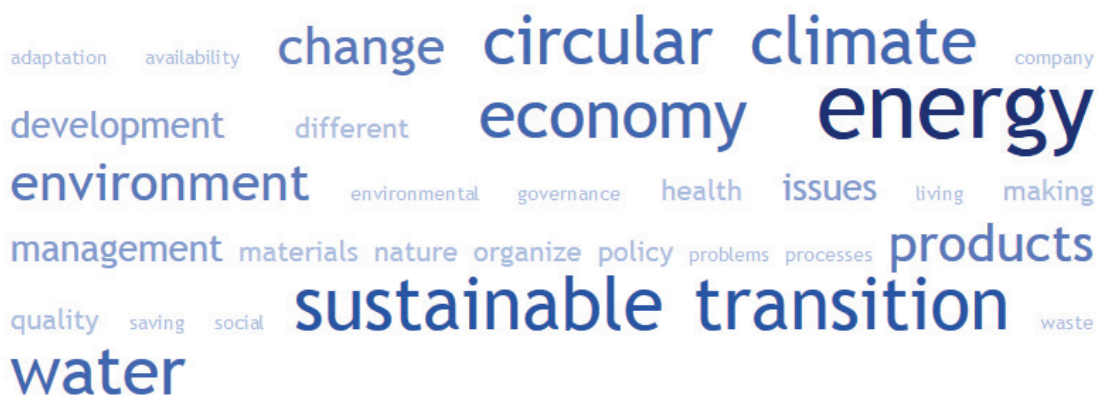 adaptation availability change circular climate company
development different economy energy
environment environmental governance health issues living making
management materials nature organize policy problems processes products
quality saving social sustainable transition waste
water